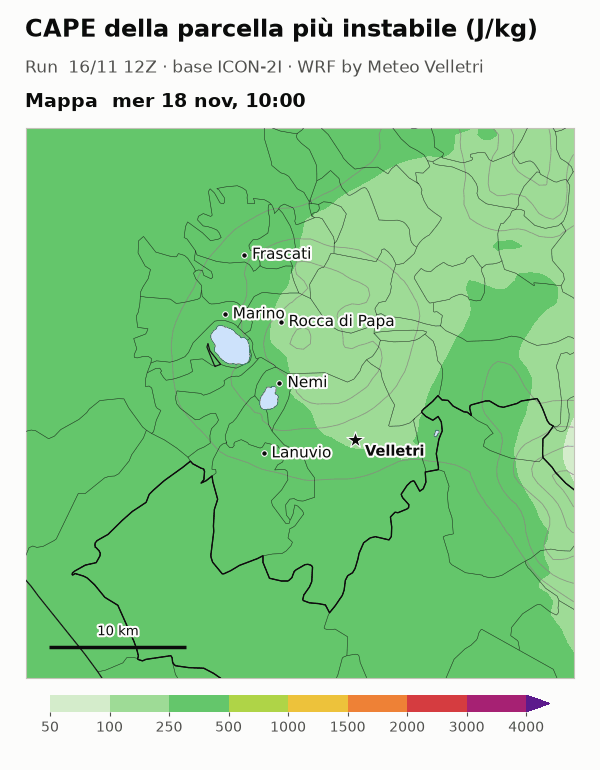 CAPE della parcella più instabile (J/kg)
Run  16/11 12Z · base ICON-2I · WRF by Meteo Velletri
Mappa  mer 18 nov, 10:00
Frascati
Marino
Rocca di Papa
Nemi
Velletri
Lanuvio
10 km
50 100 250 500 1000 1500 2000 3000 4000